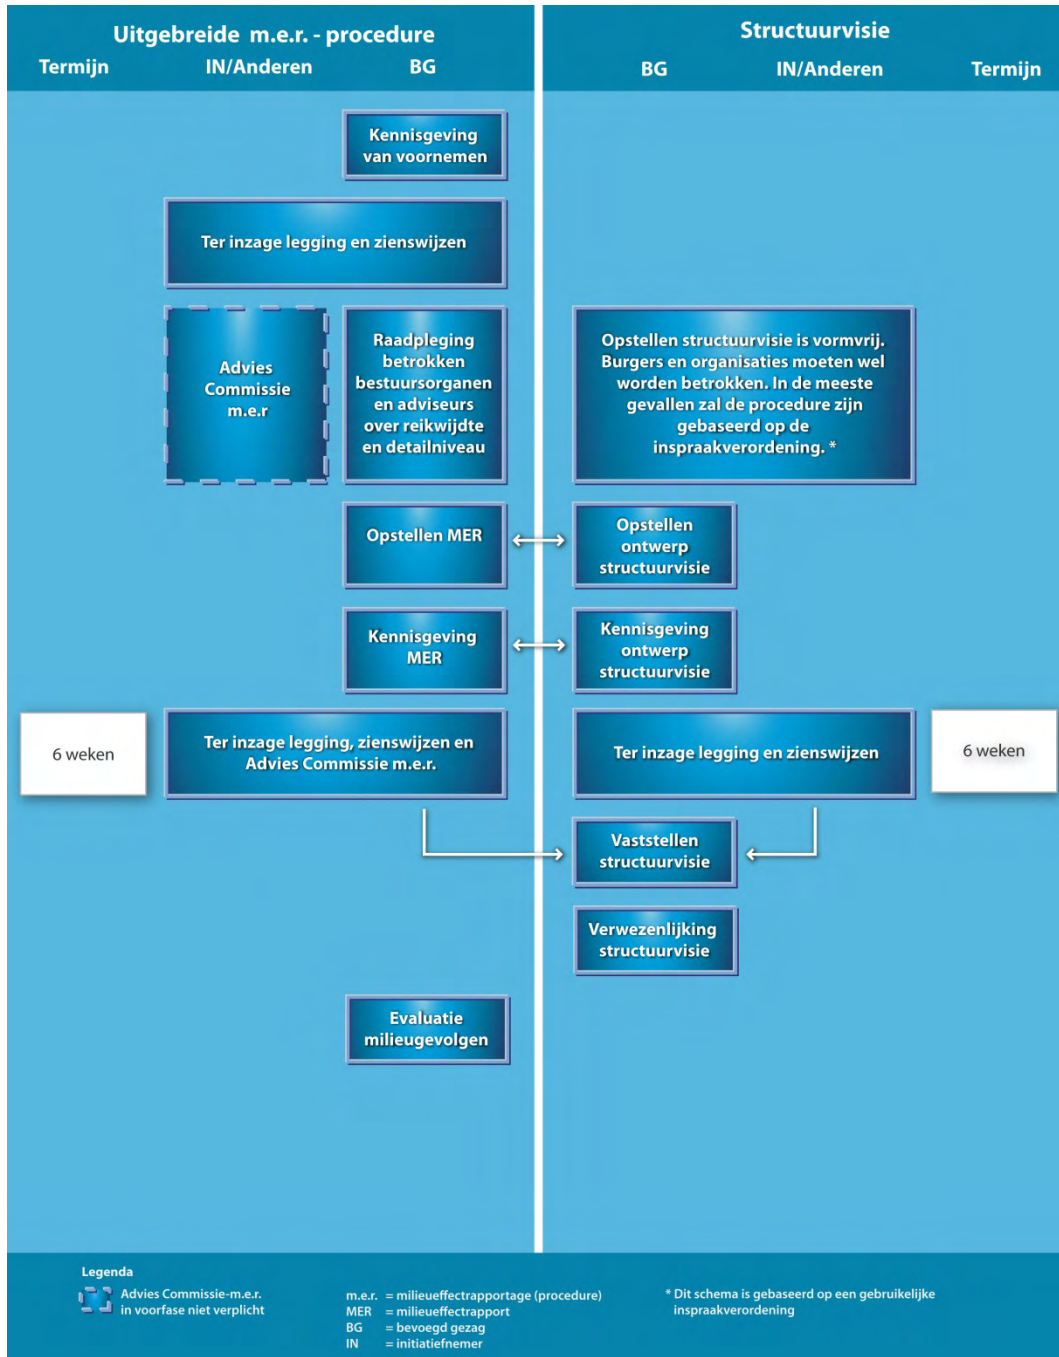 Uitgebreide m.e.r. - procedure
Termijn
IN/Anderen
BG
Structuurvisie
BG
IN/Anderen
Termijn
Kennisgeving
van voornemen
Ter inzage legging en zienswijzen
Advies
Commissie
m.e.r
Raadpleging
betrokken
bestuursorganen
en adviseurs
over reikwijdte
en detailniveau
Opstellen structuurvisie is vormvrij.
Burgers en organisaties moeten wel
worden betrokken. In de meeste
gevallen zal de procedure zijn
gebaseerd op de
inspraakverordening. *
Opstellen MER
Opstellen
ontwerp
structuurvisie
Kennisgeving
MER
Kennisgeving
ontwerp
structuurvisie
6 weken
Ter inzage legging, zienswijzen en
Advies Commissie m.e.r.
Ter inzage legging en zienswijzen
6 weken
Vaststellen
structuurvisie
Verwezenlijking
structuurvisie
Evaluatie
milieugevolgen
Legenda
Advies Commissie-m.e.r.
in voorfase niet verplicht
m.e.r. = milieueffectrapportage (procedure)
MER = milieueffectrapport
BG = bevoegd gezag
IN = initiatiefnemer
* Dit schema is gebaseerd op een gebruikelijke
inspraakverordening